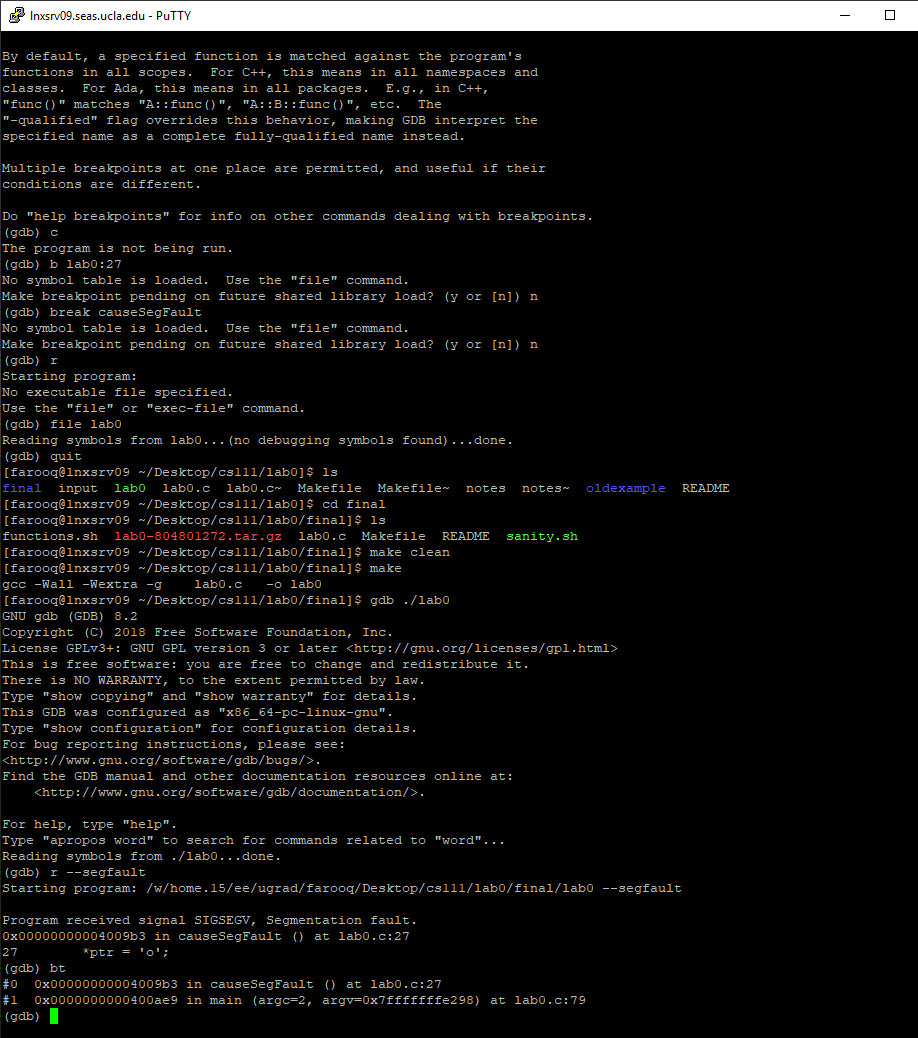 lnxsrv09.seas.ucla.edu - PuTTY
By default, a specified function is matched against the program's
functions in all scopes.  For C++, this means in all namespaces and
classes.  For Ada, this means in all packages.  E.g., in C++,
"func()" matches "A::func()", "A::B::func()", etc.  The
"-qualified" flag overrides this behavior, making GDB interpret the
specified name as a complete fully-qualified name instead.
Multiple breakpoints at one place are permitted, and useful if their
conditions are different.
Do "help breakpoints" for info on other commands dealing with breakpoints.
(gdb) c
The program is not being run.
(gdb) b lab0:27
No symbol table is loaded.  Use the "file" command.
Make breakpoint pending on future shared library load? (y or [n]) n
(gdb) break causeSegFault
No symbol table is loaded.  Use the "file" command.
Make breakpoint pending on future shared library load? (y or [n]) n
(gdb) r
Starting program:
No executable file specified.
Use the "file" or "exec-file" command.
(gdb) file lab0
Reading symbols from lab0...(no debugging symbols found)...done.
(gdb) quit
[farooq@lnxsrv09 ~/Desktop/cs111/lab0]$ ls
final  input  lab0  lab0.c  lab0.c~  Makefile  Makefile~  notes  notes~  oldexample  README
[farooq@lnxsrv09 ~/Desktop/cs111/lab0]$ cd final
[farooq@lnxsrv09 ~/Desktop/cs111/lab0/final]$ ls
functions.sh  lab0-804801272.tar.gz  lab0.c  Makefile  README  sanity.sh
[farooq@lnxsrv09 ~/Desktop/cs111/lab0/final]$ make clean
[farooq@lnxsrv09 ~/Desktop/cs111/lab0/final]$ make
gcc -Wall -Wextra -g    lab0.c   -o lab0
[farooq@lnxsrv09 ~/Desktop/cs111/lab0/final]$ gdb ./lab0
GNU gdb (GDB) 8.2
Copyright (C) 2018 Free Software Foundation, Inc.
License GPLv3+: GNU GPL version 3 or later <http://gnu.org/licenses/gpl.html>
This is free software: you are free to change and redistribute it.
There is NO WARRANTY, to the extent permitted by law.
Type "show copying" and "show warranty" for details.
This GDB was configured as "x86_64-pc-linux-gnu".
Type "show configuration" for configuration details.
For bug reporting instructions, please see:
<http://www.gnu.org/software/gdb/bugs/>.
Find the GDB manual and other documentation resources online at:
    <http://www.gnu.org/software/gdb/documentation/>.
For help, type "help".
Type "apropos word" to search for commands related to "word"...
Reading symbols from ./lab0...done.
(gdb) r --segfault
Starting program: /w/home.15/ee/ugrad/farooq/Desktop/cs111/lab0/final/lab0 --segfault
Program received signal SIGSEGV, Segmentation fault.
0x00000000004009b3 in causeSegFault () at lab0.c:27
27        *ptr = 'o';
(gdb) bt
#0  0x00000000004009b3 in causeSegFault () at lab0.c:27
#1  0x0000000000400ae9 in main (argc=2, argv=0x7fffffffe298) at lab0.c:79
(gdb)